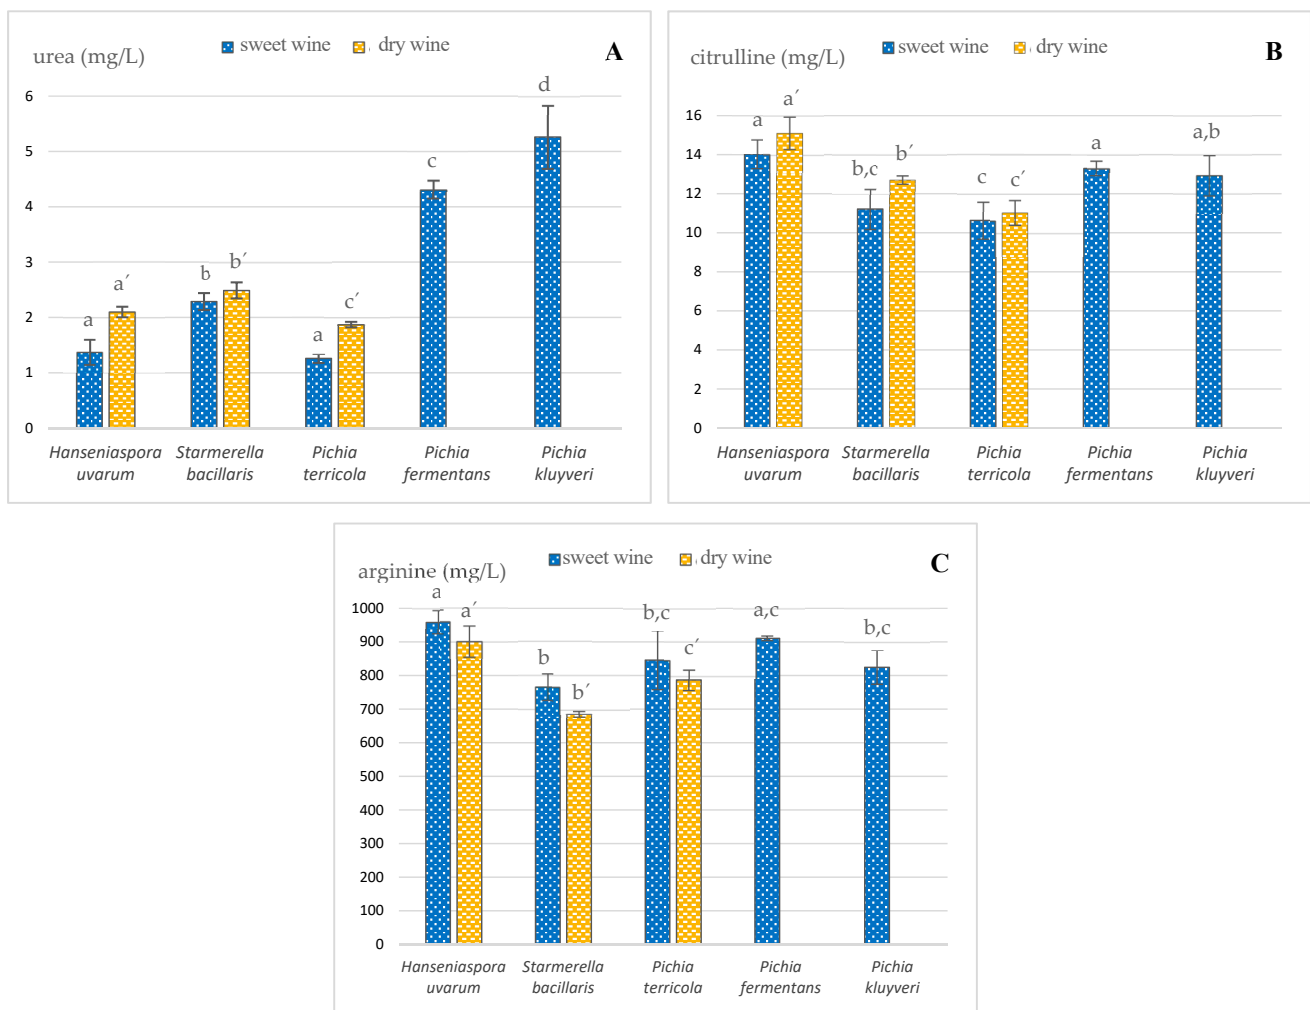 sweet wine dry wine
urea (mg/L) A
d
6
5
c
4
3
b b´
a´
2
c´
a
a
1
0
Hanseniaspora uvarum
Starmerella bacillaris
Pichia terricola
Pichia fermentans
Pichia kluyveri
sweet wine dry wine
citrulline (mg/L) B
a a´
16
14
b,c b´
c c´
a
a,b
12
10
8
6
4
2
0
Hanseniaspora uvarum
Starmerella bacillaris
Pichia terricola
Pichia fermentans
Pichia kluyveri
sweet wine dry wine
arginine (mg/L) C
a a´
b b´
b,c c´
a,c
b,c
1000
900
800
700
600
500
400
300
200
100
0
Hanseniaspora uvarum
Starmerella bacillaris
Pichia terricola
Pichia fermentans
Pichia kluyveri